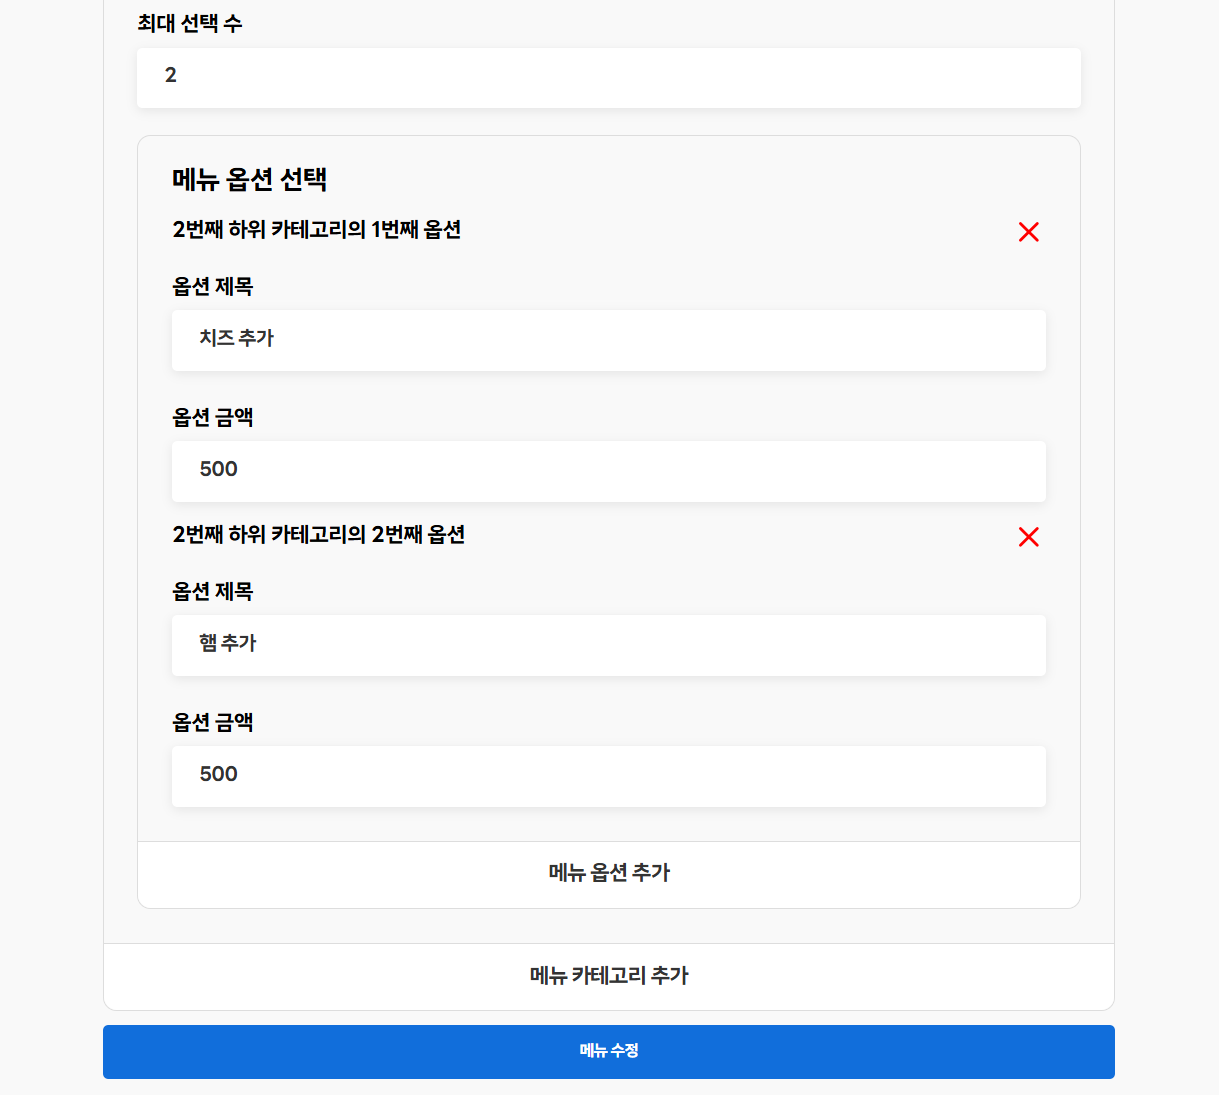 최대 선택 수
2
메뉴 옵션 선택
2번째 하위 카테고리의 1번째 옵션
옵션 제목
치즈 추가
옵션 금액
500
2번째 하위 카테고리의 2번째 옵션
옵션 제목
햄 추가
옵션 금액
500
메뉴 옵션 추가
메뉴 카테고리 추가
메뉴 수정